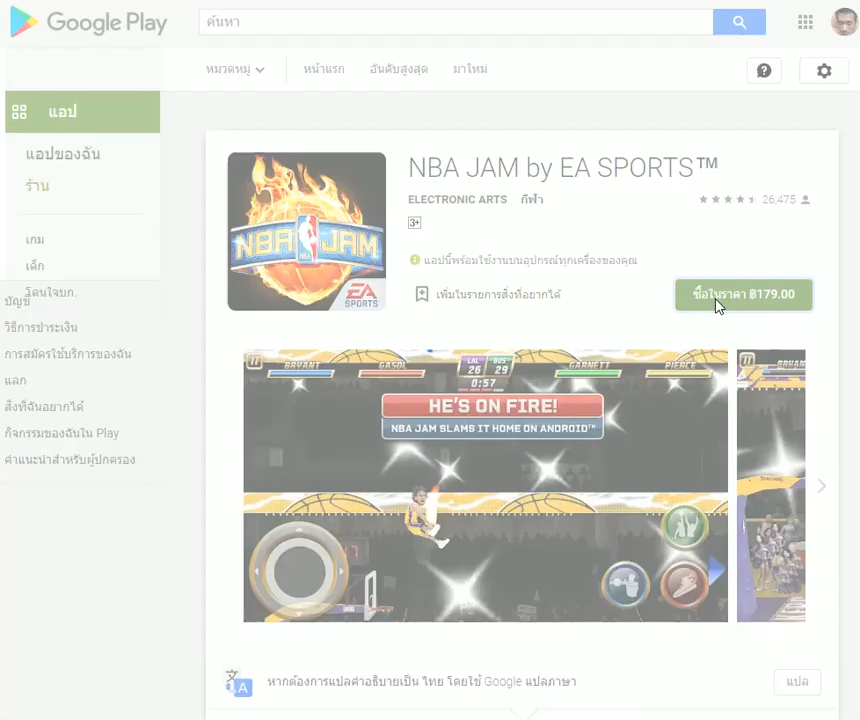 Google Play
ค้นหา
หมวดหมู่
หน้าแรก
อันดับสูงสุด
มาใหม่
แอป
แอปของฉัน
ร้าน
เกม
เด็ก
โดนใจบก.
บัญชี
วิธีการชำระเงิน
การสมัครใช้บริการของฉัน
แลก
สิ่งที่ฉันอยากได้
กิจกรรมของฉันใน Play
คำแนะนำสำหรับผู้ปกครอง
NBA JAM by EA SPORTS™
ELECTRONIC ARTS กีฬา
26,475
3+
แอปนี้พร้อมใช้งานบนอุปกรณ์ทุกเครื่องของคุณ
เพิ่มในรายการสิ่งที่อยากได้
ซื้อในราคา ฿179.00
NBA JAM
EA
SPORTS
BRYANT
GASOL
LAL
BOS
26
29
0:57
GARNETT
PIERCE
HE'S ON FIRE!
NBA JAM SLAMS IT HOME ON ANDROID™
หากต้องการแปลคำอธิบายเป็น ไทย โดยใช้ Google แปลภาษา
แปล